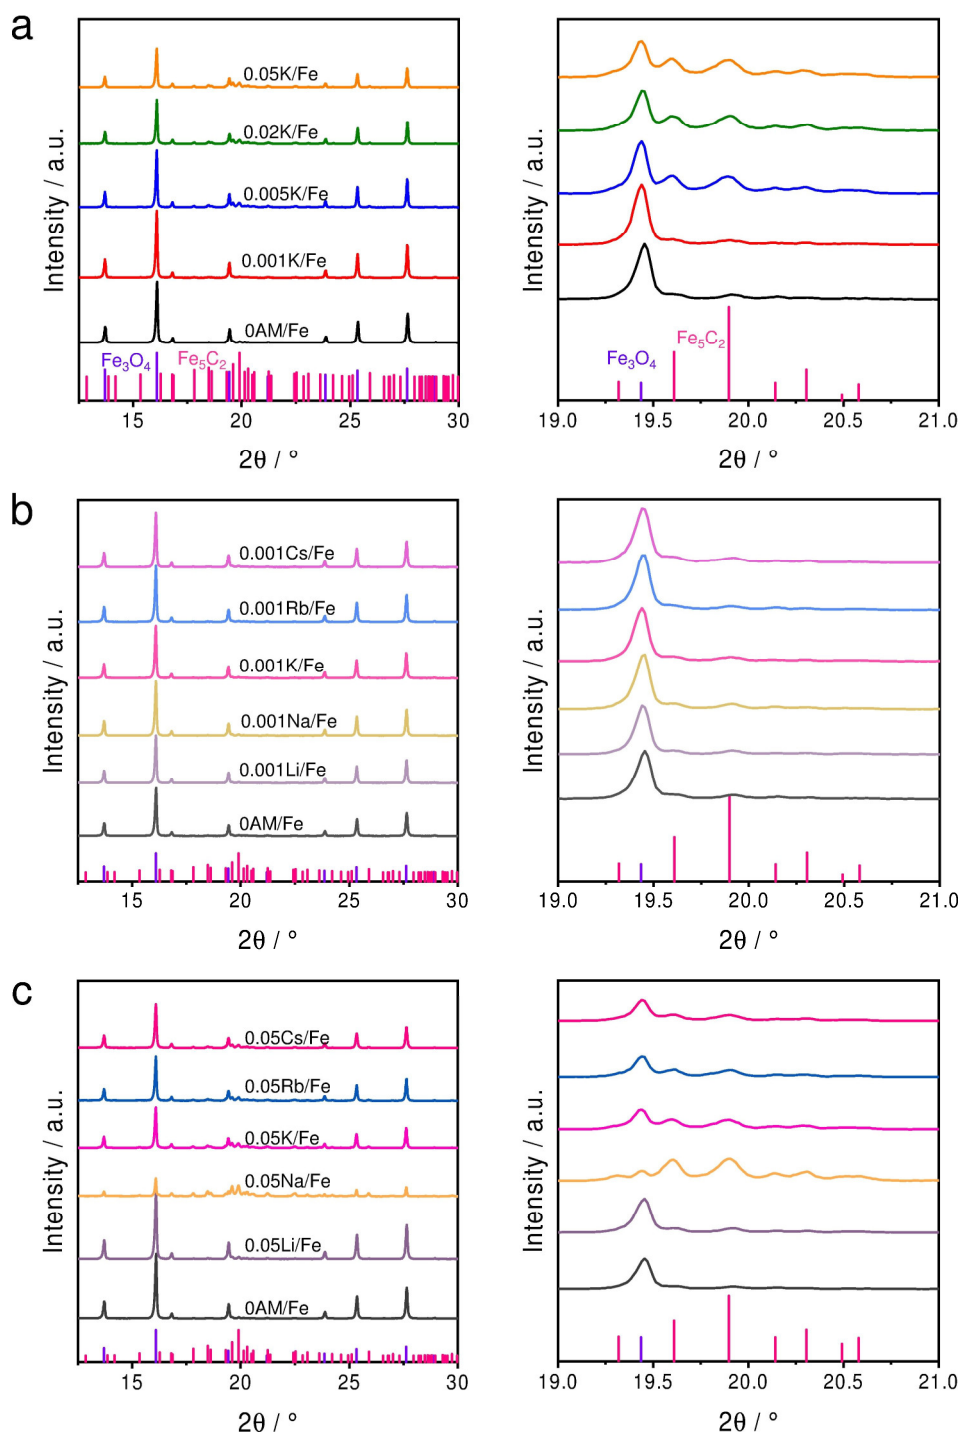 a
Intensity / a.u.
0.05K/Fe
0.02K/Fe
0.005K/Fe
0.001K/Fe
0AM/Fe
Fe₃O₄
Fe₅C₂
15
20
25
30
2θ / °
Intensity / a.u.
Fe₃O₄
Fe₅C₂
19.0
19.5
20.0
20.5
21.0
2θ / °
b
Intensity / a.u.
0.001Cs/Fe
0.001Rb/Fe
0.001K/Fe
0.001Na/Fe
0.001Li/Fe
0AM/Fe
15
20
25
30
2θ / °
Intensity / a.u.
19.0
19.5
20.0
20.5
21.0
2θ / °
c
Intensity / a.u.
0.05Cs/Fe
0.05Rb/Fe
0.05K/Fe
0.05Na/Fe
0.05Li/Fe
0AM/Fe
15
20
25
30
2θ / °
Intensity / a.u.
19.0
19.5
20.0
20.5
21.0
2θ / °